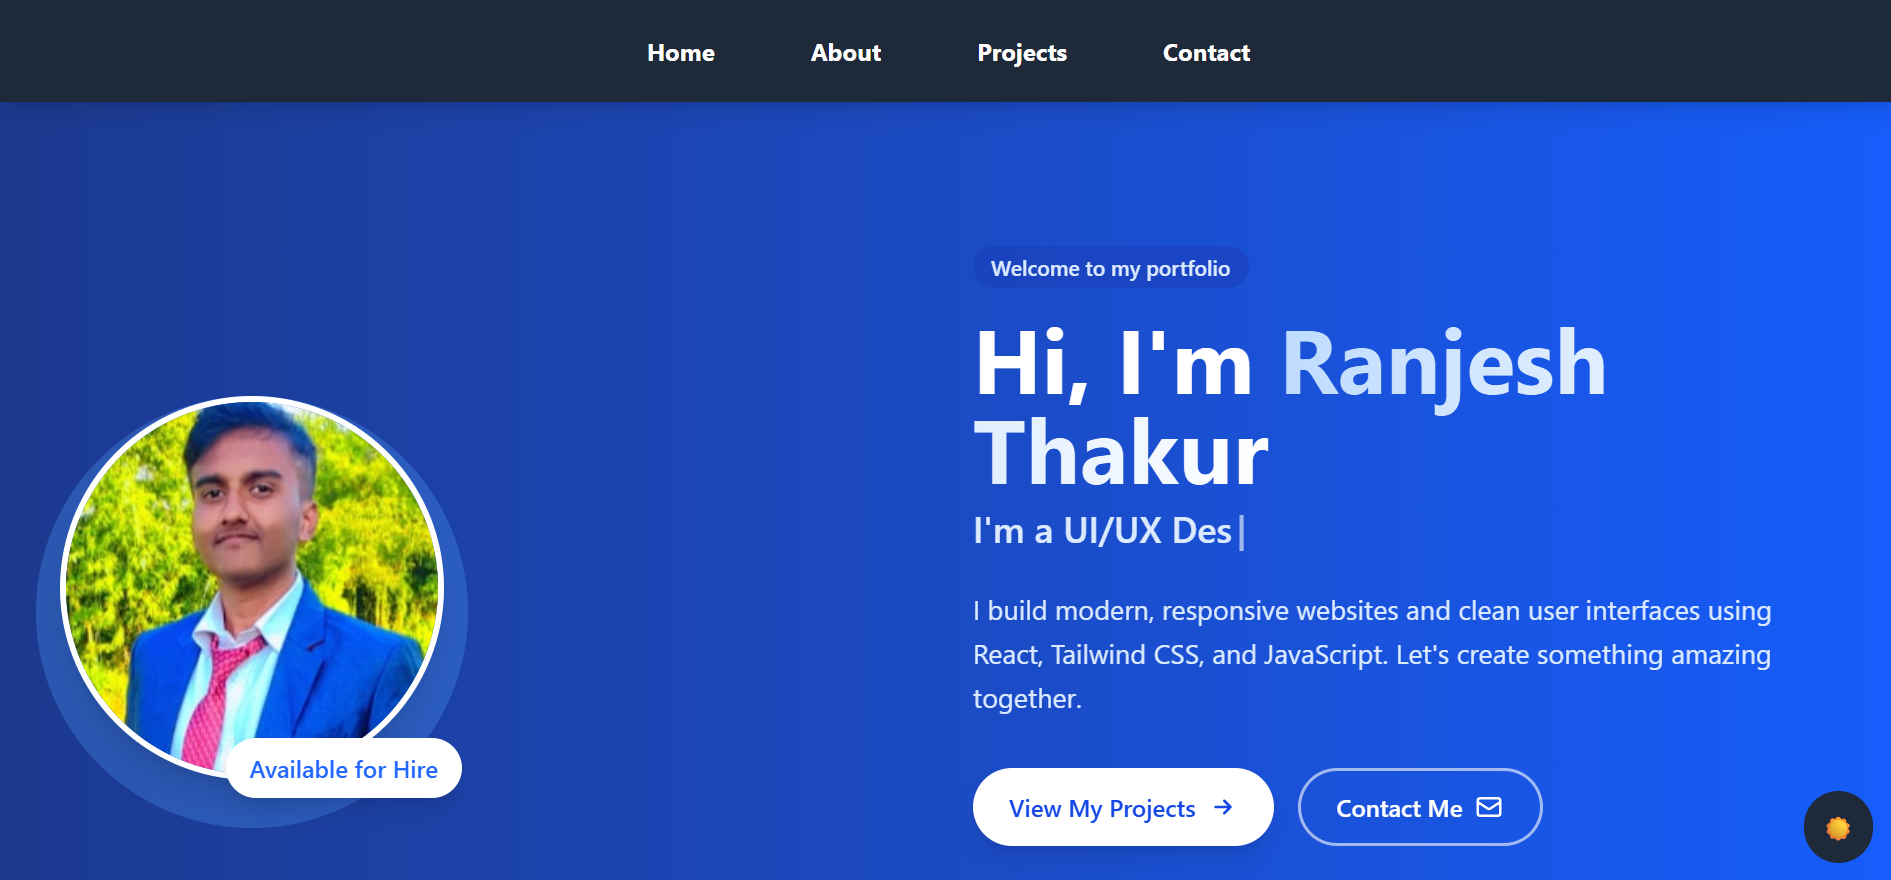 Home About Projects Contact
Welcome to my portfolio
Hi, I'm Ranjesh
Thakur
I'm a UI/UX Des|
I build modern, responsive websites and clean user interfaces using
React, Tailwind CSS, and JavaScript. Let's create something amazing
together.
Available for Hire
View My Projects
Contact Me